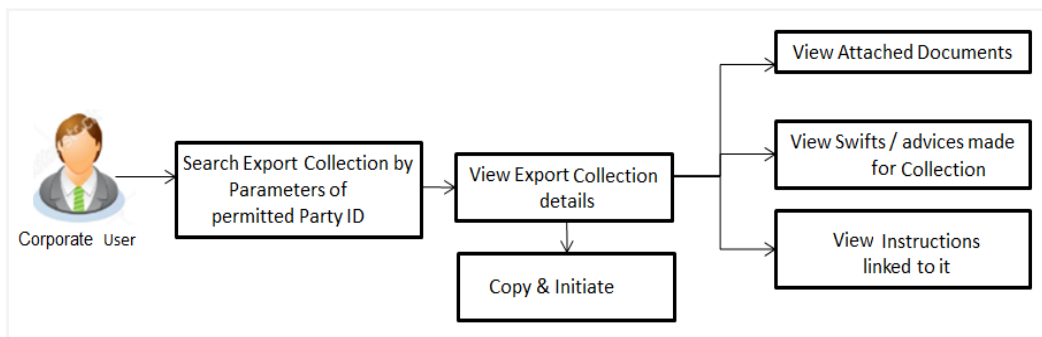 View Attached Documents
Search Export Collection by
Parameters of
permitted Party ID
View Export Collection
details
View Swifts / advices made
for Collection
Corporate User
Copy & Initiate
View Instructions
linked to it